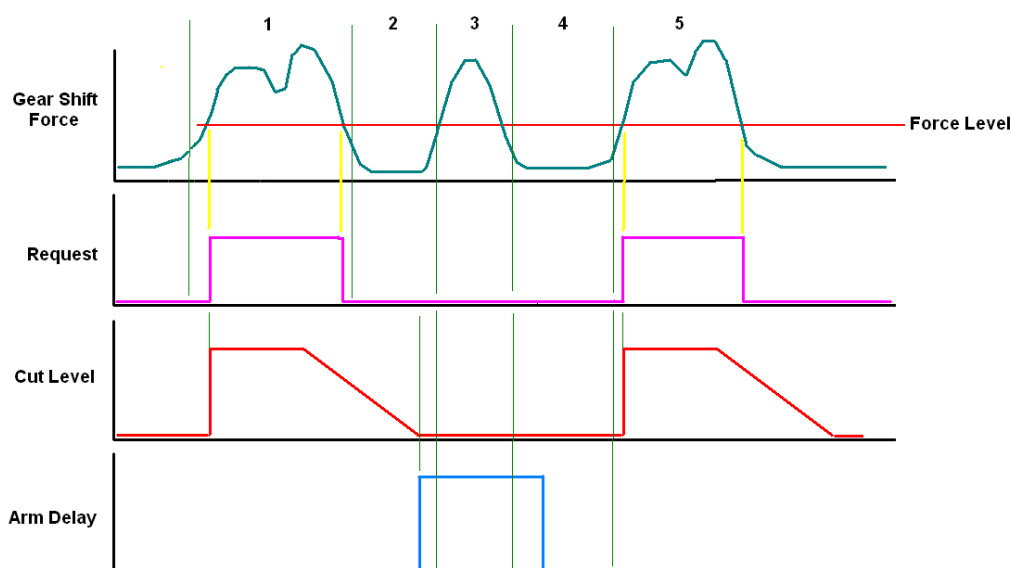 1 2 3 4 5
Gear Shift
Force
Force Level
Request
Cut Level
Arm Delay